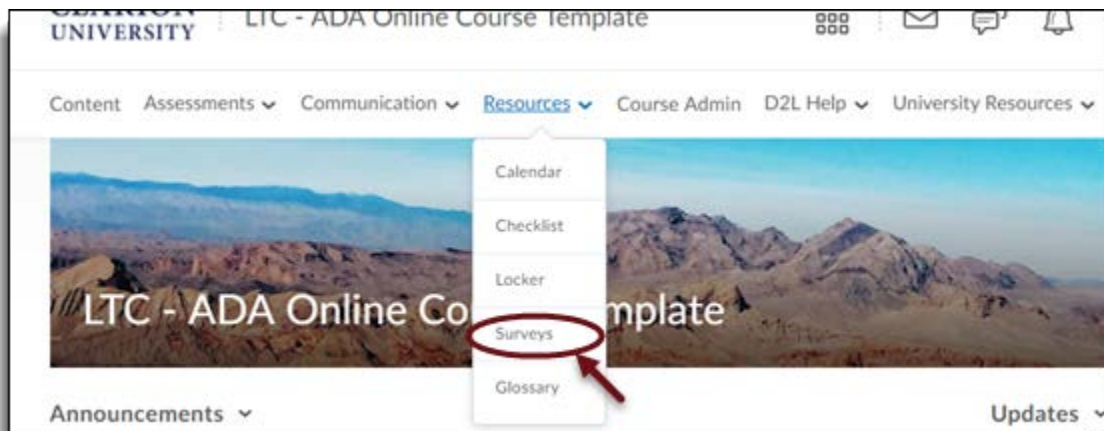 CLARION
UNIVERSITY
LTC - ADA Online Course Template
Content Assessments Communication Resources Course Admin D2L Help University Resources
Calendar
Checklist
Locker
LTC - ADA Online Co mplate
Surveys
Glossary
Announcements
Updates